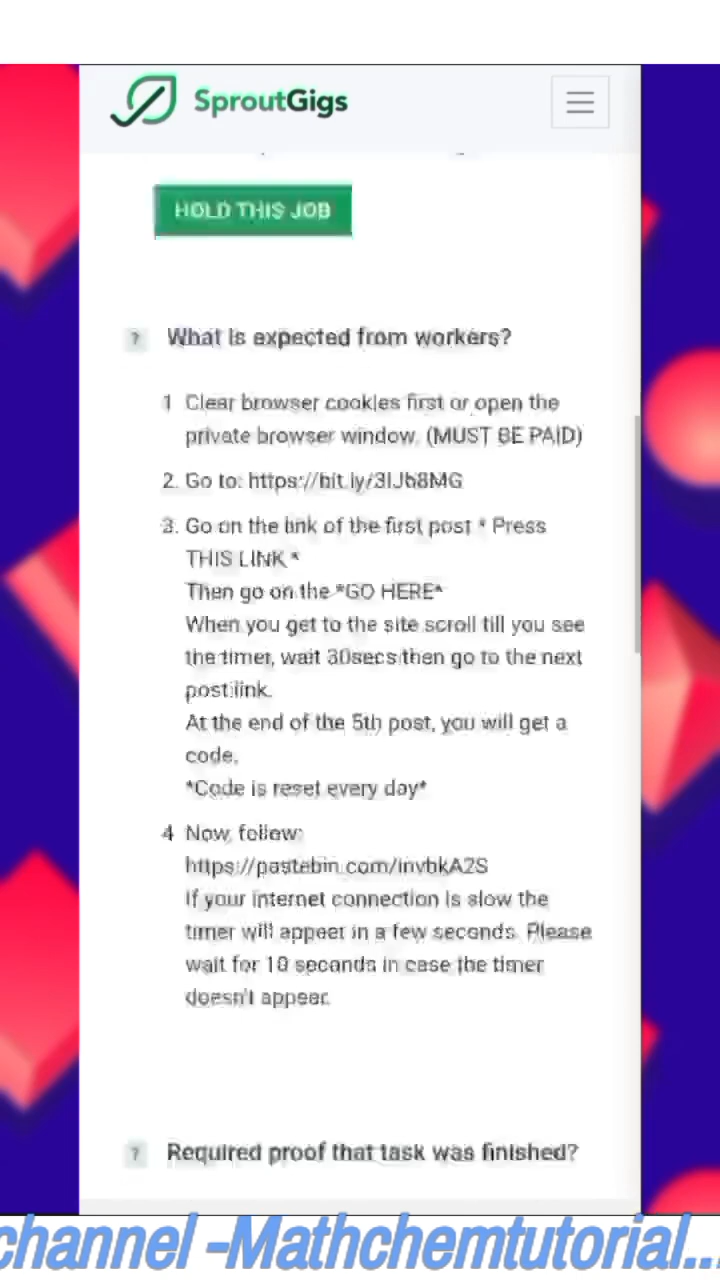 SproutGigs
HOLD THIS JOB
? What is expected from workers?
1 Clear browser cookies first or open the
private browser window. (MUST BE PAID)
2. Go to: https://bit.ly/3IJb8MG
3. Go on the link of the first post * Press
THIS LINK *
Then go on the *GO HERE*
When you get to the site scroll till you see
the timer, wait 30secs then go to the next
post link.
At the end of the 5th post, you will get a
code.
*Code is reset every day*
4 Now, follow:
https://pastebin.com/invbkA2S
If your internet connection is slow the
timer will appear in a few seconds. Please
wait for 10 seconds in case the timer
doesn't appear.
? Required proof that task was finished?
channel -Mathchemtutorial...